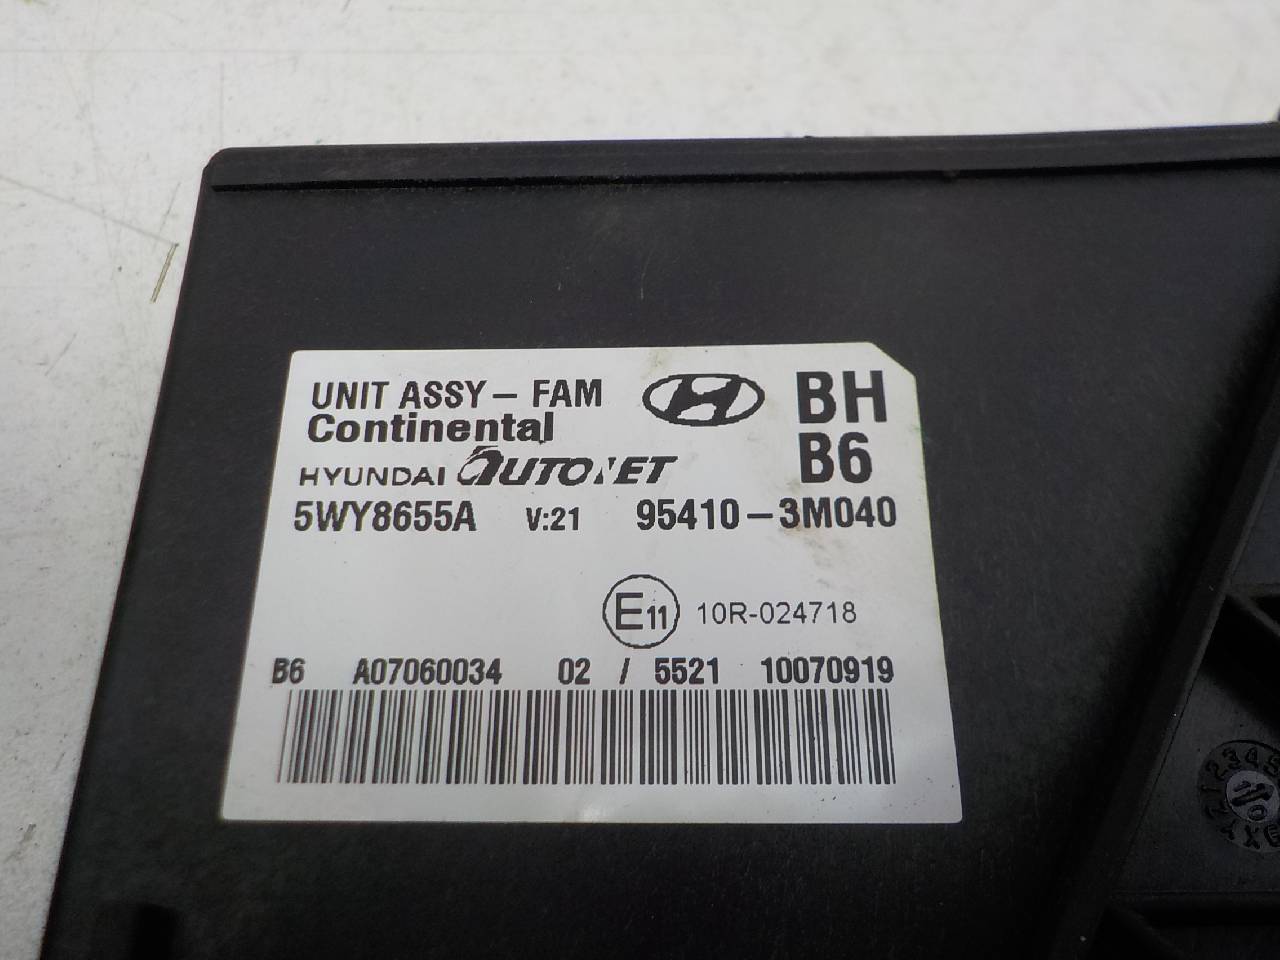 UNIT ASSY – FAM BH
Continental B6
HYUNDAI AUTONET
5WY8655A V:21 95410–3M040
E11 10R-024718
B6 A07060034 02 / 5521 10070919